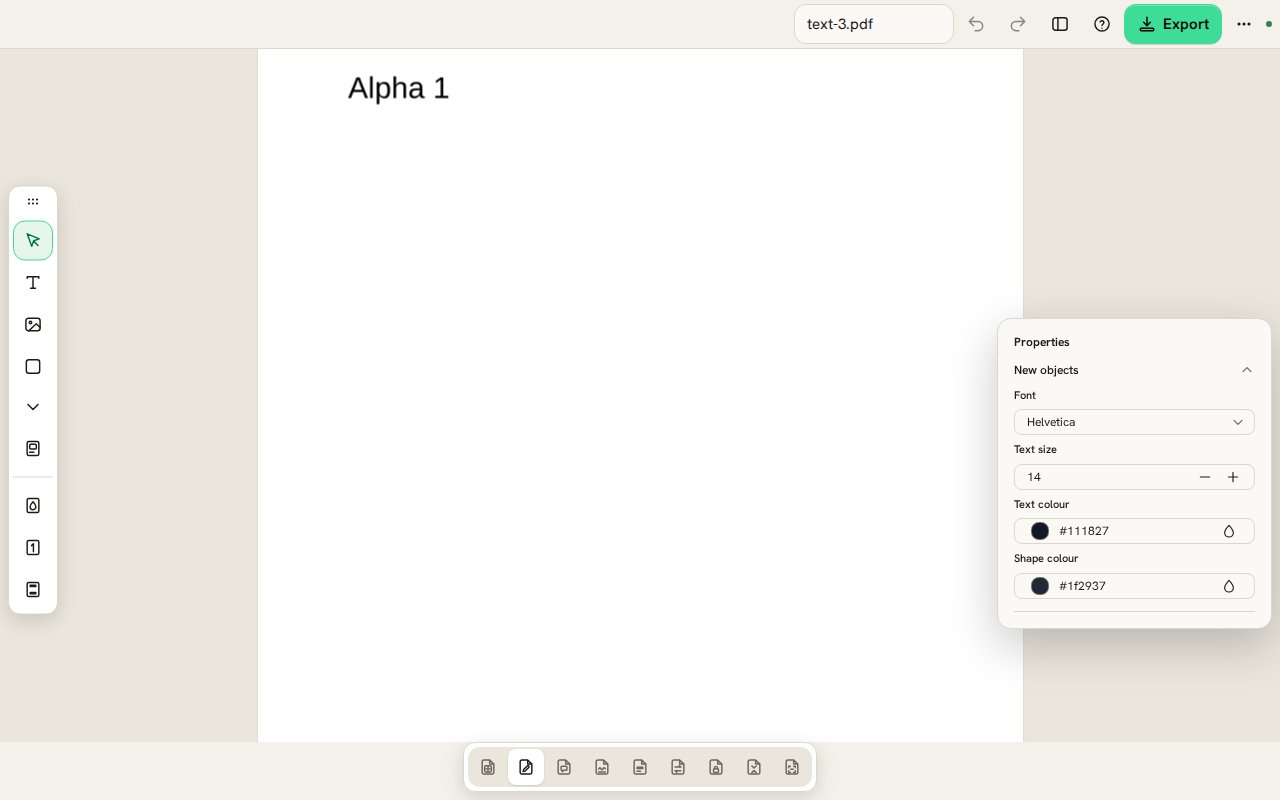 text-3.pdf
Export
Alpha 1
Properties
New objects
Font
Helvetica
Text size
14
Text colour
#111827
Shape colour
#1f2937